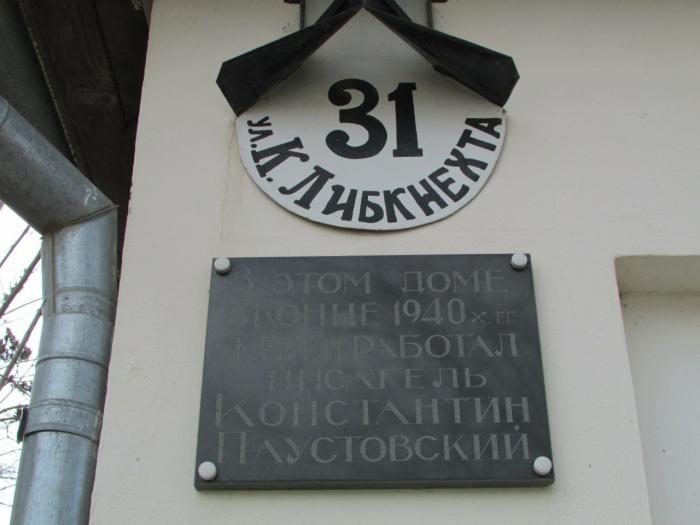 31
ул. К. Либкнехта
В ЭТОМ ДОМЕ
В КОНЦЕ 1940 х.гг.
ЖИЛ И РАБОТАЛ
ПИСАТЕЛЬ
КОНСТАНТИН
ПАУСТОВСКИЙ